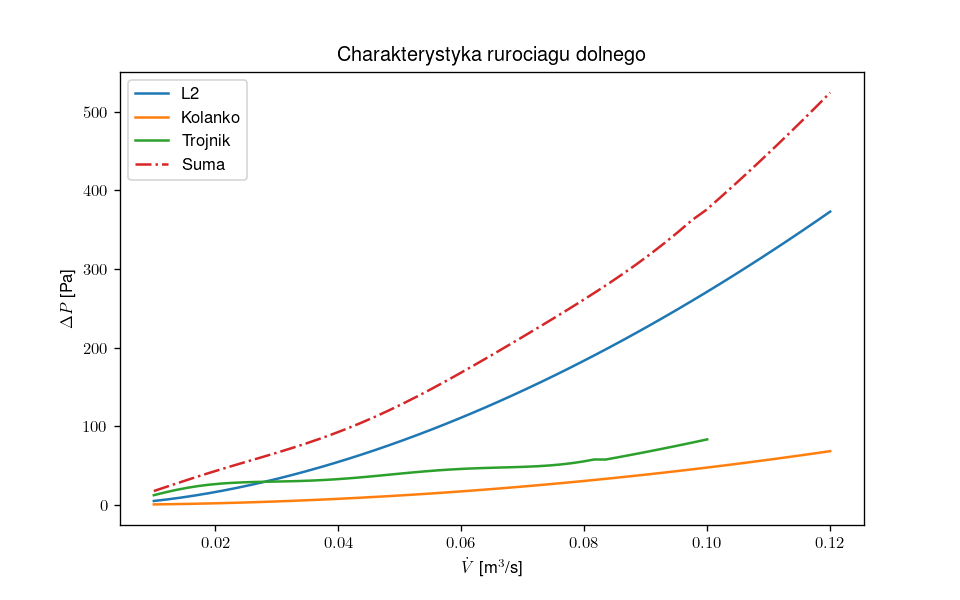 Charakterystyka rurociagu dolnego
L2
Kolanko
Trojnik
Suma
500
400
300
200
100
0
ΔP [Pa]
0.02 0.04 0.06 0.08 0.10 0.12
V̇ [m³/s]